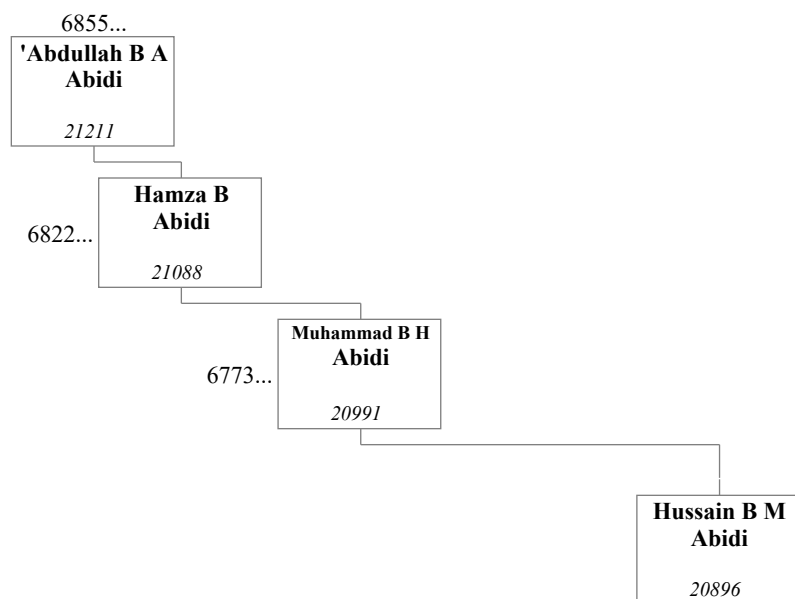 6855...
'Abdullah B A
Abidi
21211
Hamza B
Abidi
6822...
21088
Muhammad B H
Abidi
6773...
20991
Hussain B M
Abidi
20896